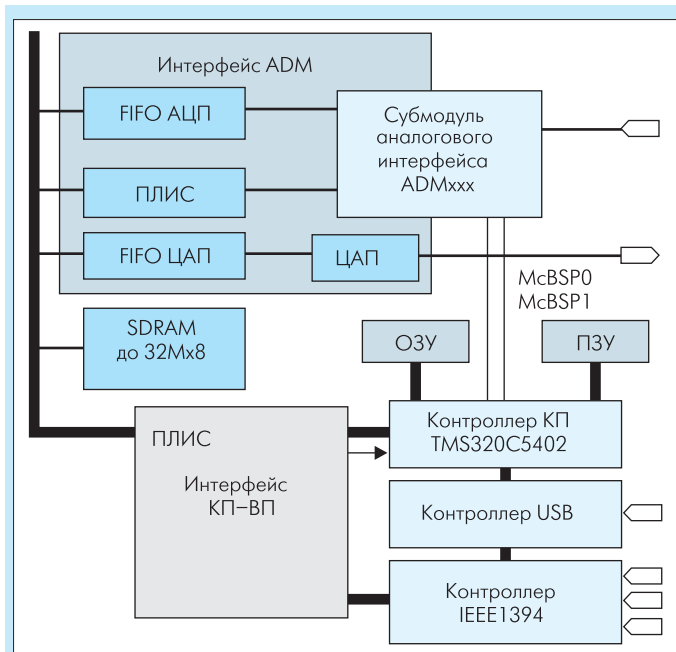 Интерфейс ADM
FIFO АЦП
Субмодуль
аналогового
интерфейса
ADMxxx
ПЛИС
FIFO ЦАП
ЦАП
McBSP0
McBSP1
SDRAM
до 32Мx8
ОЗУ
ПЗУ
ПЛИС
Интерфейс
КП–ВП
Контроллер КП
TMS320C5402
Контроллер USB
Контроллер
IEEE1394